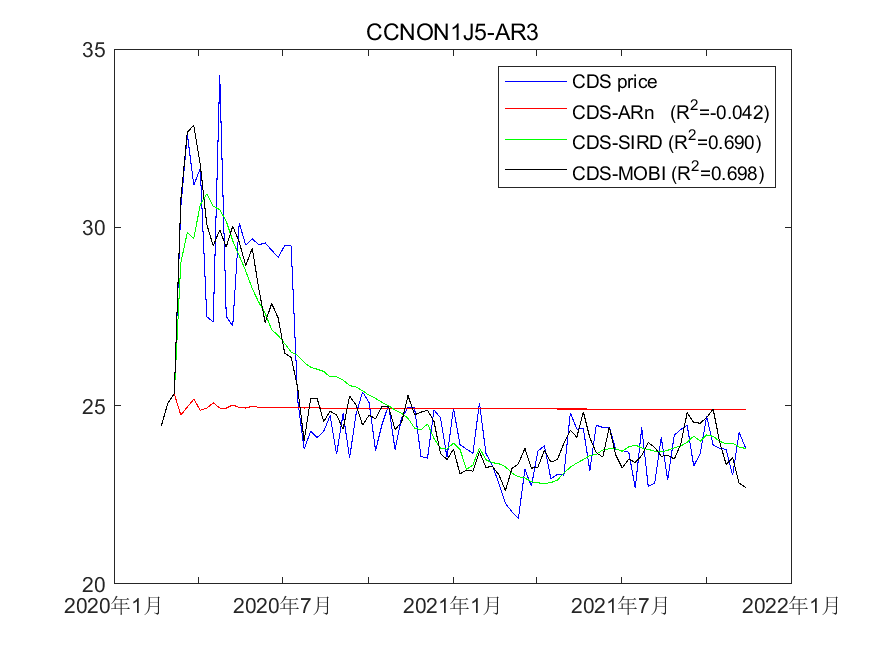 CCNON1J5-AR3
CDS price
CDS-ARn (R²=-0.042)
CDS-SIRD (R²=0.690)
CDS-MOBI (R²=0.698)
35
30
25
20
2020年1月 2020年7月 2021年1月 2021年7月 2022年1月